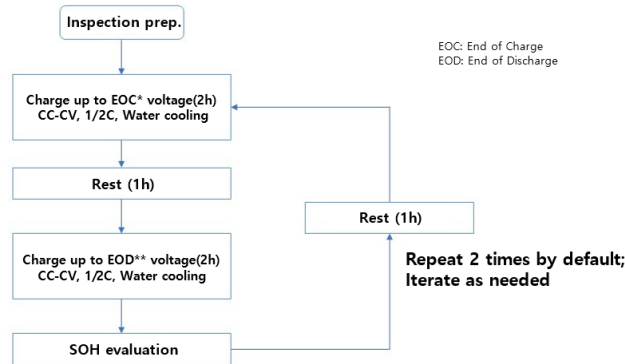 Inspection prep.
EOC: End of Charge
EOD: End of Discharge
Charge up to EOC* voltage(2h)
CC-CV, 1/2C, Water cooling
Rest (1h)
Rest (1h)
Charge up to EOD** voltage(2h)
CC-CV, 1/2C, Water cooling
Repeat 2 times by default;
Iterate as needed
SOH evaluation